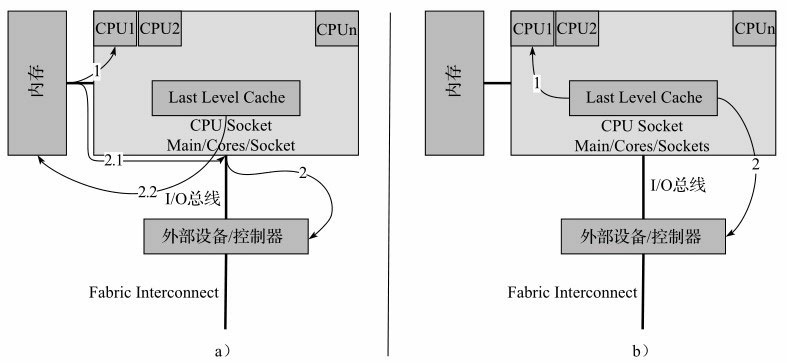 CPU1 CPU2 CPUn
内存
1
Last Level Cache
CPU Socket
Main/Cores/Socket
2.1
2
2.2
I/O总线
外部设备/控制器
Fabric Interconnect
a）
CPU1 CPU2 CPUn
内存
1
Last Level Cache
CPU Socket
Main/Cores/Sockets
2
I/O总线
外部设备/控制器
Fabric Interconnect
b）